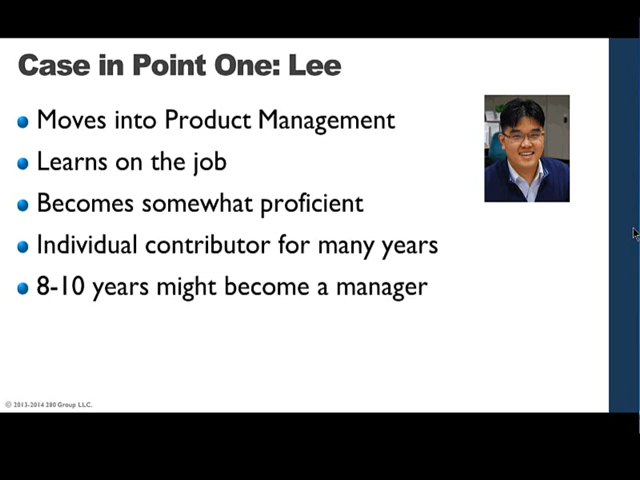 Case in Point One: Lee
Moves into Product Management
Learns on the job
Becomes somewhat proficient
Individual contributor for many years
8-10 years might become a manager
© 2013-2014 280 Group LLC.